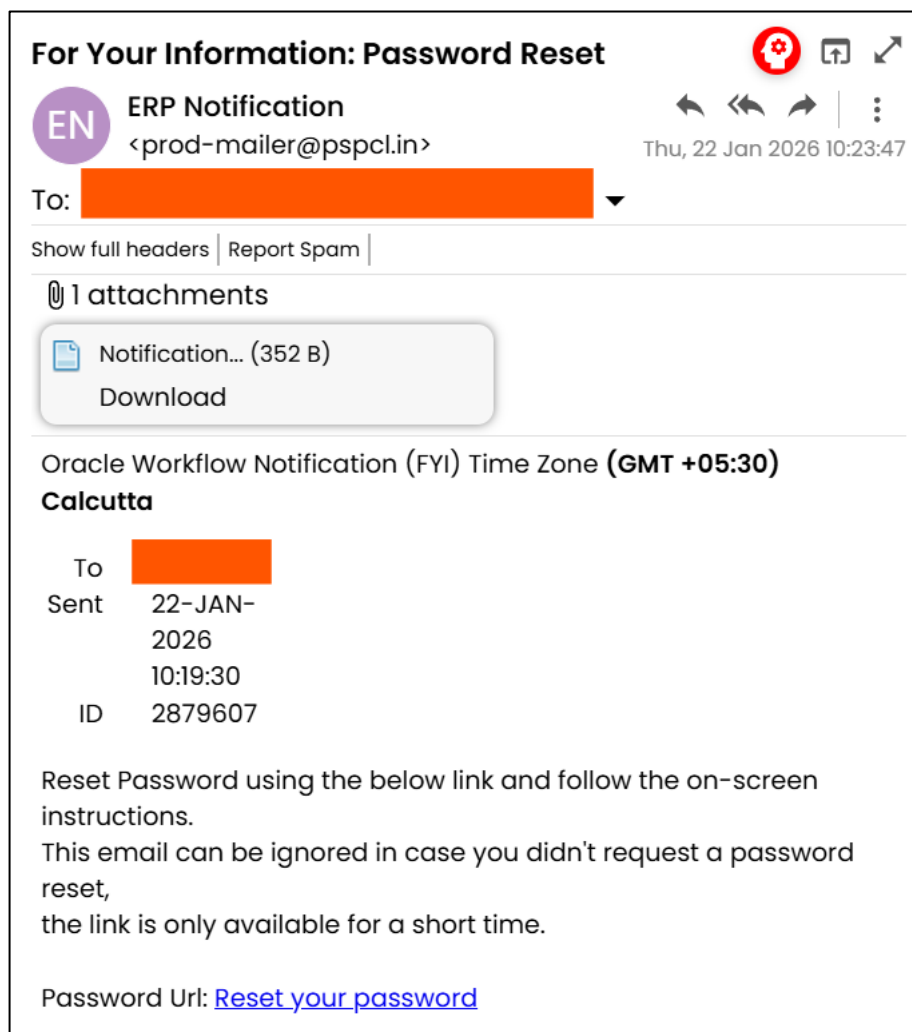 For Your Information: Password Reset
EN
ERP Notification
<prod-mailer@pspcl.in>
Thu, 22 Jan 2026 10:23:47
To:
Show full headers | Report Spam |
1 attachments
Notification... (352 B)
Download
Oracle Workflow Notification (FYI) Time Zone (GMT +05:30)
Calcutta
To
Sent 22-JAN-
2026
10:19:30
ID 2879607
Reset Password using the below link and follow the on-screen
instructions.
This email can be ignored in case you didn't request a password
reset,
the link is only available for a short time.
Password Url: Reset your password